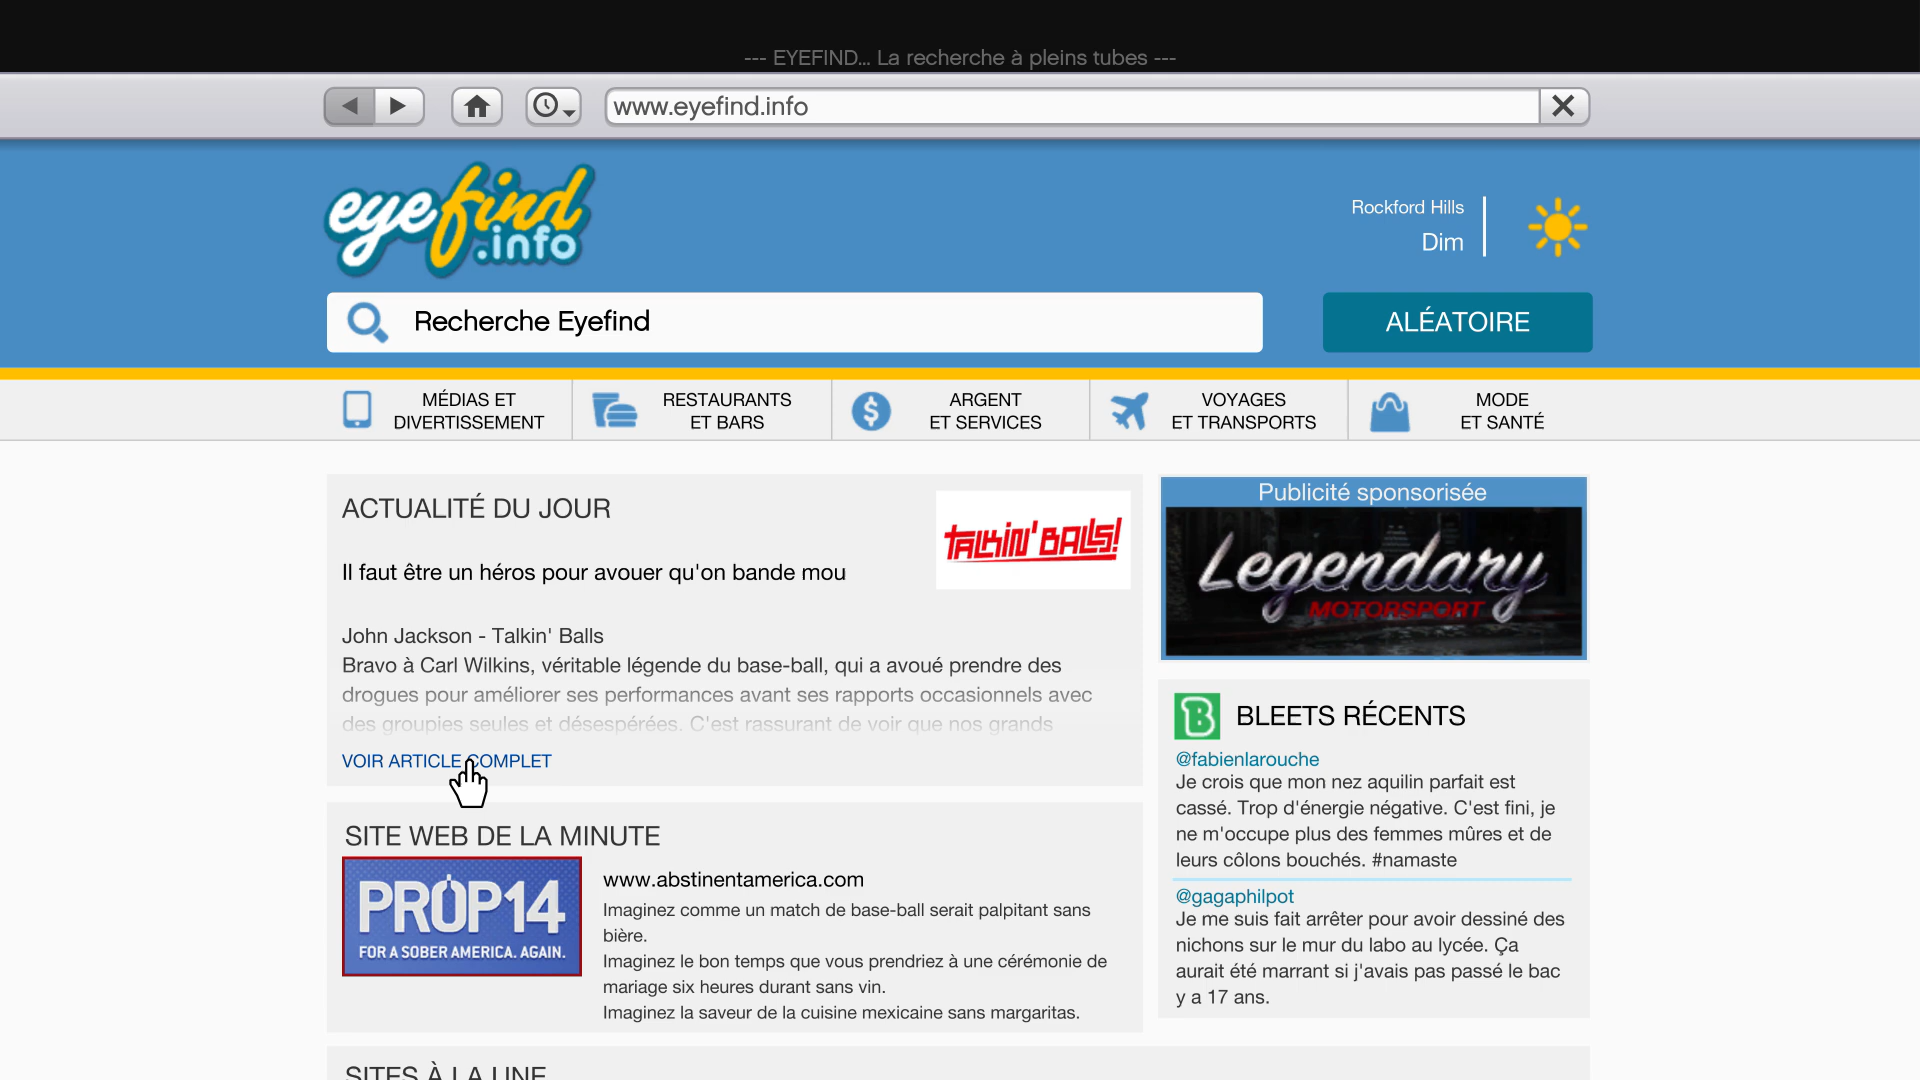 --- EYEFIND... La recherche à pleins tubes ---
www.eyefind.info
eyefind
.info
Rockford Hills
Dim
Recherche Eyefind
ALÉATOIRE
MÉDIAS ET
DIVERTISSEMENT
RESTAURANTS
ET BARS
ARGENT
ET SERVICES
VOYAGES
ET TRANSPORTS
MODE
ET SANTÉ
ACTUALITÉ DU JOUR
TALKIN' BALLS!
Il faut être un héros pour avouer qu'on bande mou
John Jackson - Talkin' Balls
Bravo à Carl Wilkins, véritable légende du base-ball, qui a avoué prendre des
drogues pour améliorer ses performances avant ses rapports occasionnels avec
des groupies seules et désespérées. C'est rassurant de voir que nos grands
VOIR ARTICLE COMPLET
SITE WEB DE LA MINUTE
PROP14
FOR A SOBER AMERICA. AGAIN.
www.abstinentamerica.com
Imaginez comme un match de base-ball serait palpitant sans
bière.
Imaginez le bon temps que vous prendriez à une cérémonie de
mariage six heures durant sans vin.
Imaginez la saveur de la cuisine mexicaine sans margaritas.
Publicité sponsorisée
Legendary
MOTORSPORT
B
BLEETS RÉCENTS
@fabienlarouche
Je crois que mon nez aquilin parfait est
cassé. Trop d'énergie négative. C'est fini, je
ne m'occupe plus des femmes mûres et de
leurs côlons bouchés. #namaste
@gagaphilpot
Je me suis fait arrêter pour avoir dessiné des
nichons sur le mur du labo au lycée. Ça
aurait été marrant si j'avais pas passé le bac
y a 17 ans.
SITES À LA UNE